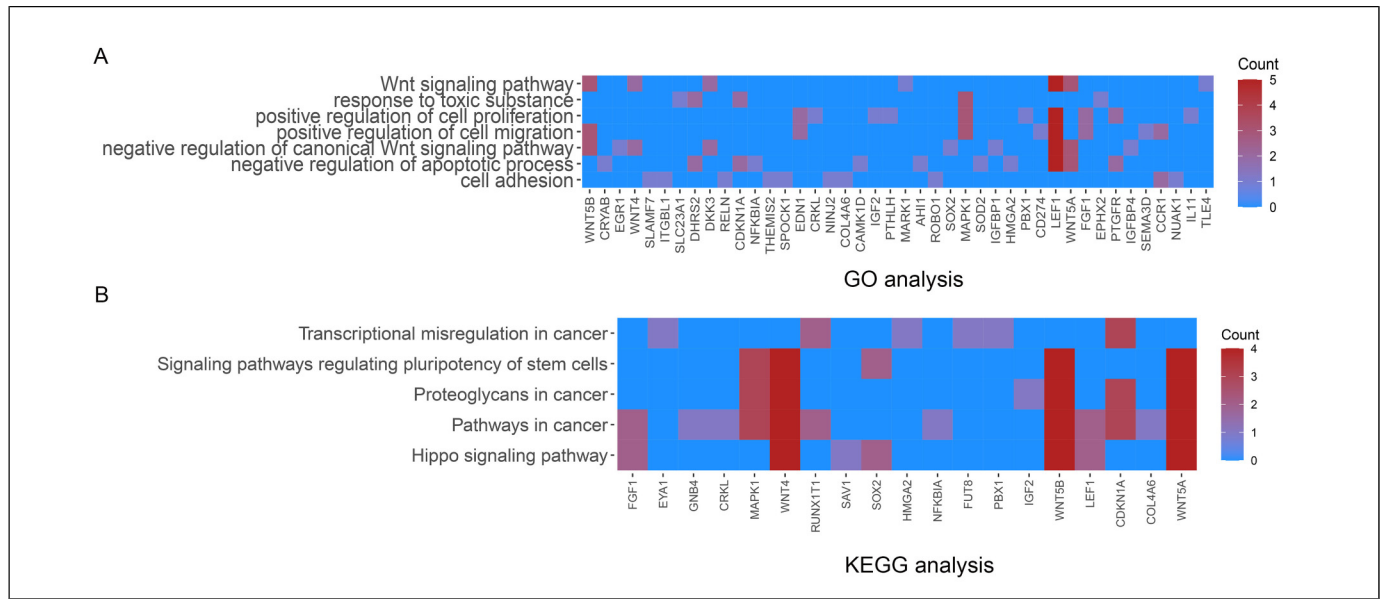 A
Count
Wnt signaling pathway
response to toxic substance
positive regulation of cell proliferation
positive regulation of cell migration
negative regulation of canonical Wnt signaling pathway
negative regulation of apoptotic process
cell adhesion
5
4
3
2
1
0
WNT5B
CRYAB
EGR1
WNT4
SLAMF7
ITGBL1
SLC23A1
DHRS2
DKK3
RELN
CDKN1A
NFKBIA
THEMIS2
SPOCK1
EDN1
CRKL
NINJ2
COL4A6
CAMK1D
IGF2
PTHLH
MARK1
AHI1
ROBO1
SOX2
MAPK1
SOD2
IGFBP1
HMGA2
PBX1
CD274
LEF1
WNT5A
FGF1
EPHX2
PTGFR
IGFBP4
SEMA3D
CCR1
NUAK1
IL11
TLE4
GO analysis
B
Count
Transcriptional misregulation in cancer
Signaling pathways regulating pluripotency of stem cells
Proteoglycans in cancer
Pathways in cancer
Hippo signaling pathway
4
3
2
1
0
FGF1
EYA1
GNB4
CRKL
MAPK1
WNT4
RUNX1T1
SAV1
SOX2
HMGA2
NFKBIA
FUT8
PBX1
IGF2
WNT5B
LEF1
CDKN1A
COL4A6
WNT5A
KEGG analysis